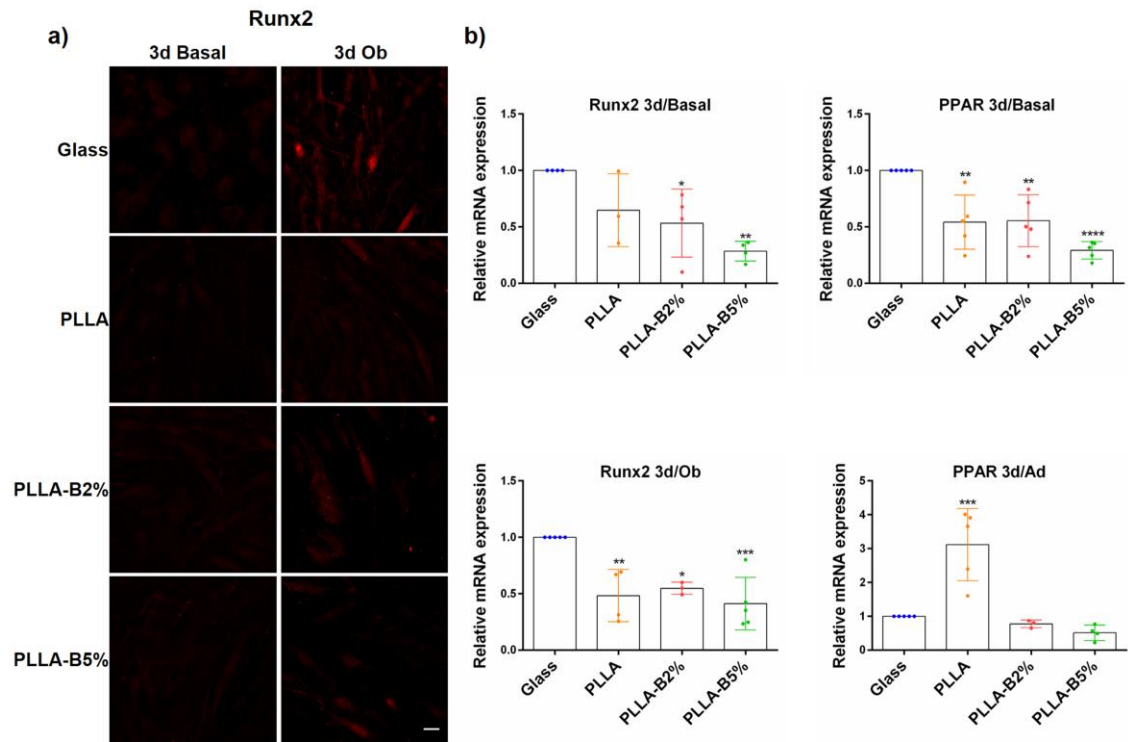 Runx2
a)
3d Basal
3d Ob
Glass
PLLA
PLLA-B2%
PLLA-B5%
b)
Runx2 3d/Basal
Relative mRNA expression
1.5
1.0
0.5
0.0
*
**
Glass
PLLA
PLLA-B2%
PLLA-B5%
PPAR 3d/Basal
Relative mRNA expression
1.5
1.0
0.5
0.0
**
**
****
Glass
PLLA
PLLA-B2%
PLLA-B5%
Runx2 3d/Ob
Relative mRNA expression
1.5
1.0
0.5
0.0
**
*
***
Glass
PLLA
PLLA-B2%
PLLA-B5%
PPAR 3d/Ad
Relative mRNA expression
5
4
3
2
1
0
***
Glass
PLLA
PLLA-B2%
PLLA-B5%